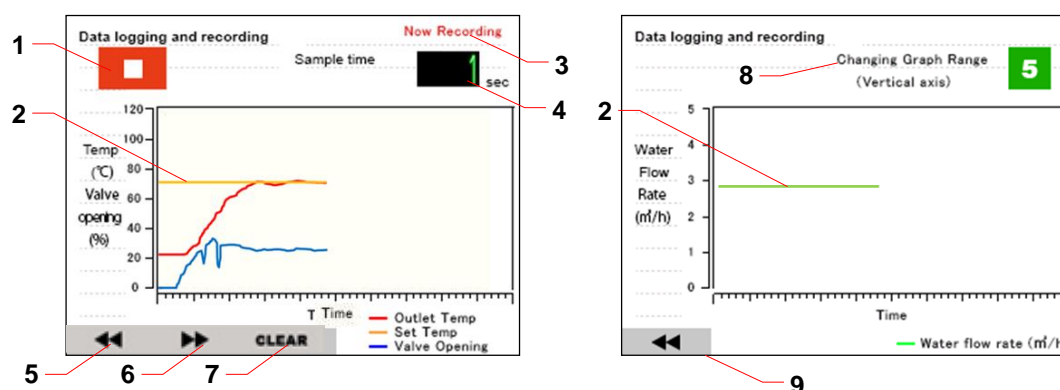 Data logging and recording
Now Recording
1
Sample time
1
sec
3
4
2
120
100
80
60
40
20
0
Temp
(℃)
Valve
opening
(%)
T Time
Outlet Temp
Set Temp
Valve Opening
CLEAR
5
6
7
Data logging and recording
8
Changing Graph Range
(Vertical axis)
5
2
5
4
3
2
1
0
Water
Flow
Rate
(㎥/h)
Time
Water flow rate (㎥/h
9